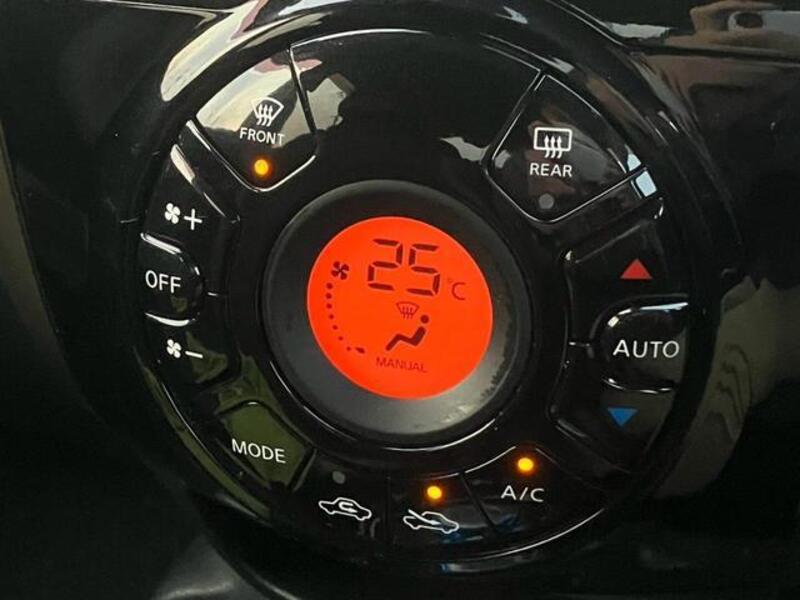 FRONT
REAR
+
OFF
25°C
AUTO
-
MANUAL
MODE
A/C